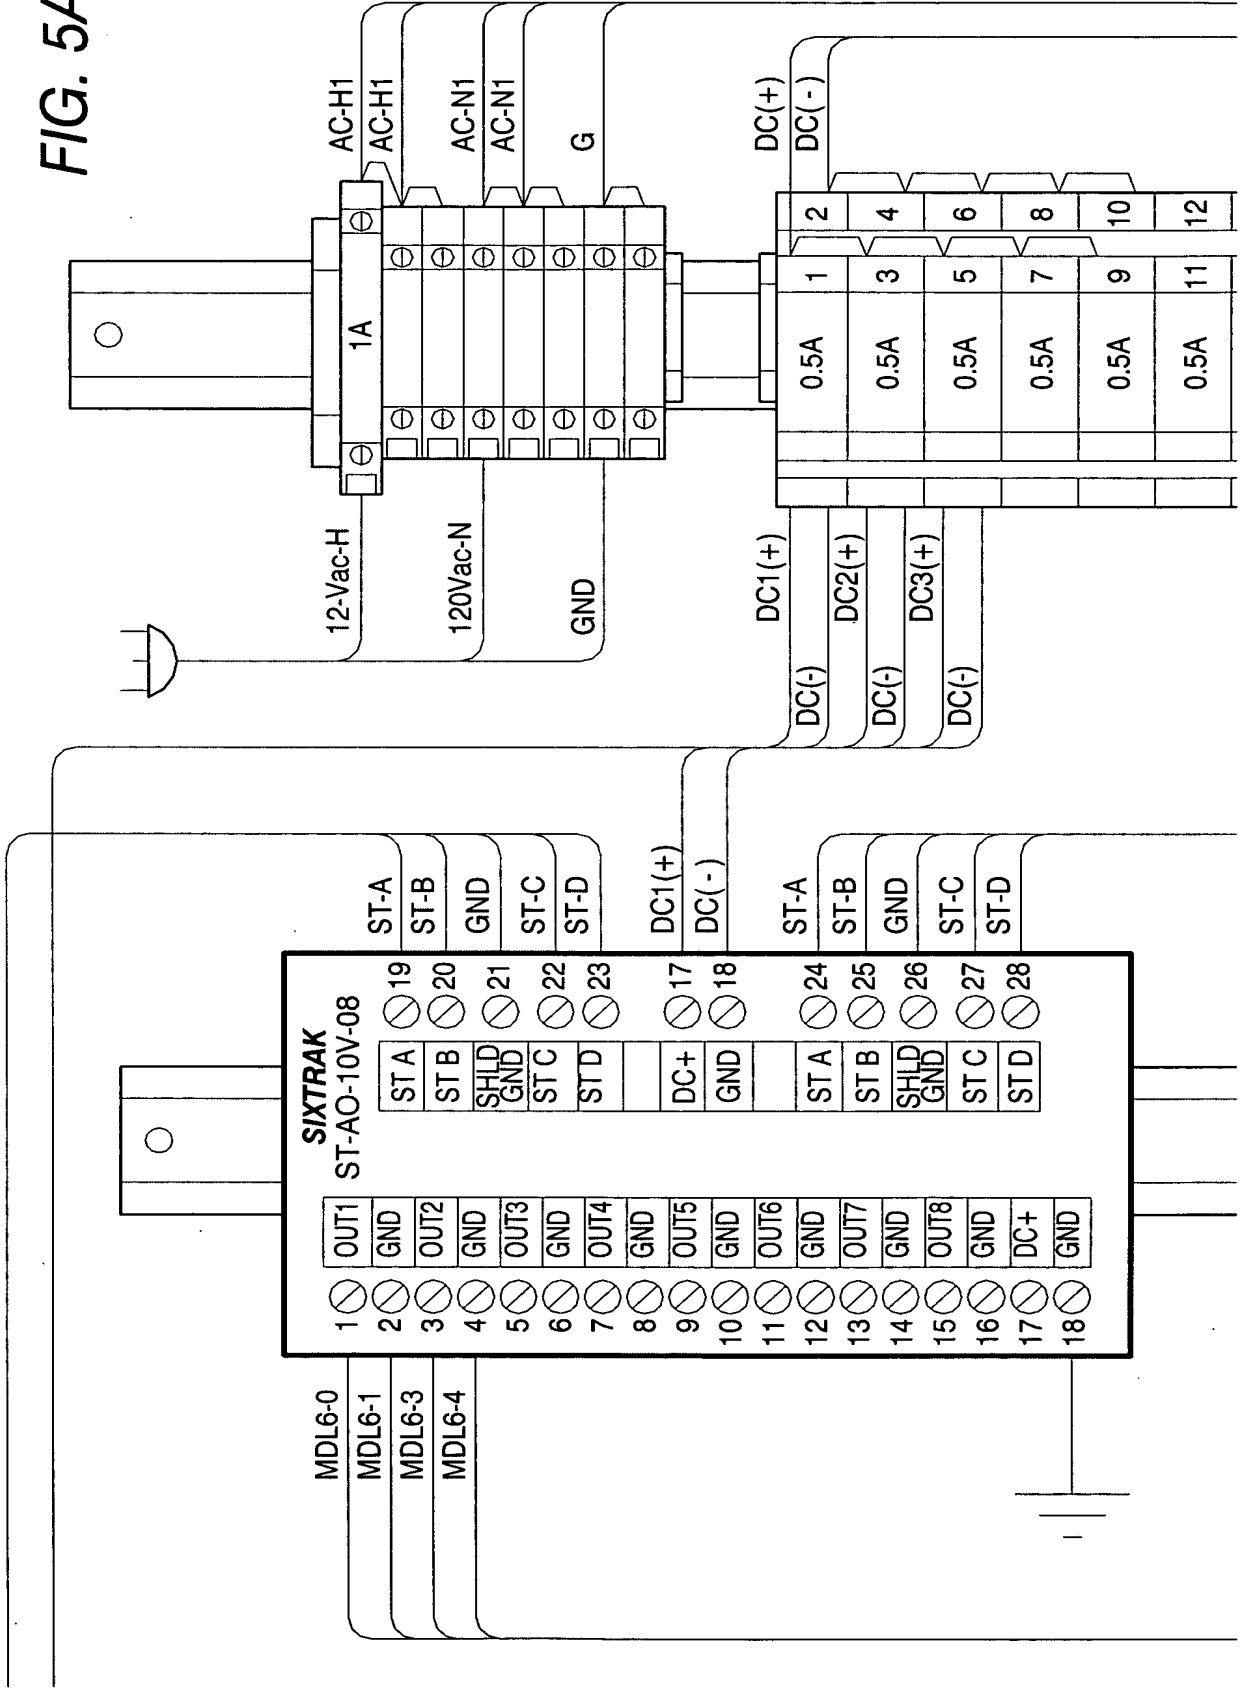 FIG. 5A
AC-H1
AC-H1
AC-N1
AC-N1
G
DC(+)
DC(-)
1A
2
4
6
8
10
12
1
3
5
7
9
11
0.5A
0.5A
0.5A
0.5A
0.5A
0.5A
12-Vac-H
120Vac-N
GND
DC1(+)
DC(-)
DC2(+)
DC(-)
DC3(+)
DC(-)
ST-A
ST-B
GND
ST-C
ST-D
DC1(+)
DC(-)
ST-A
ST-B
GND
ST-C
ST-D
SIXTRAK
ST-AO-10V-08
19
20
21
22
23
17
18
24
25
26
27
28
ST A
ST B
SHLD
GND
ST C
ST D
DC+
GND
ST A
ST B
SHLD
GND
ST C
ST D
OUT1
GND
OUT2
GND
OUT3
GND
OUT4
GND
OUT5
GND
OUT6
GND
OUT7
GND
OUT8
GND
DC+
GND
1
2
3
4
5
6
7
8
9
10
11
12
13
14
15
16
17
18
MDL6-0
MDL6-1
MDL6-3
MDL6-4